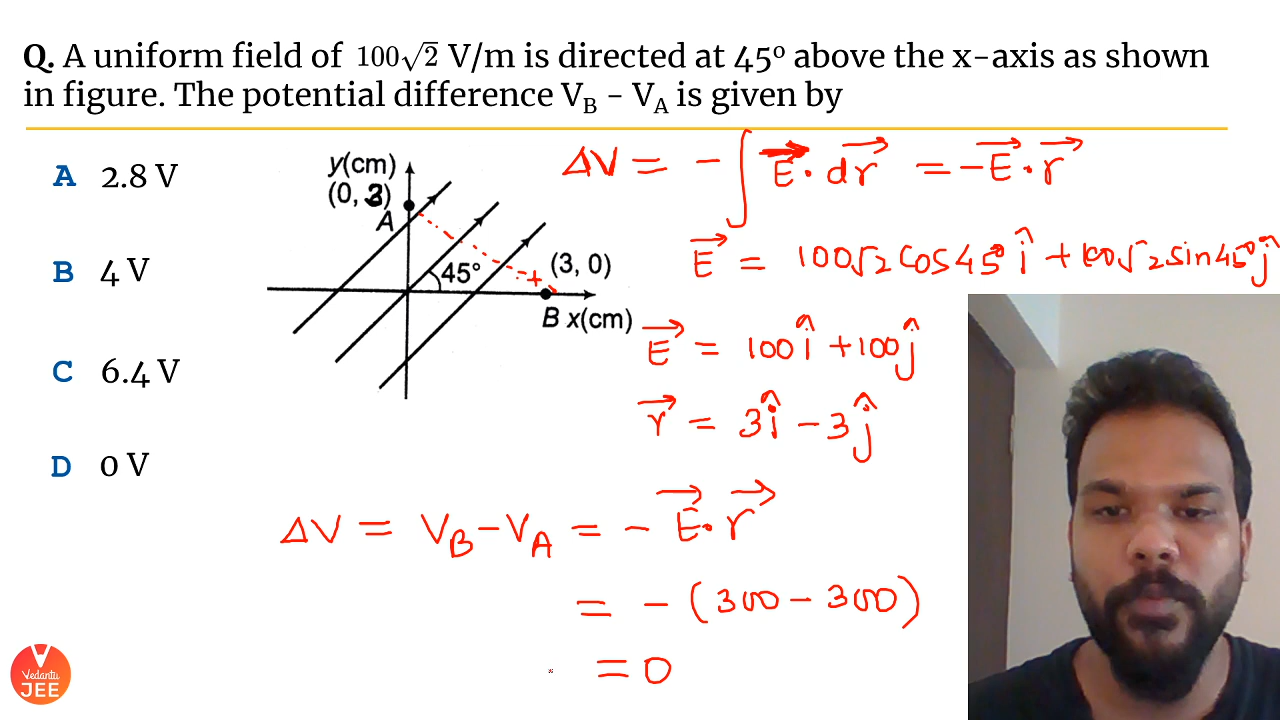 Q. A uniform field of 100√2 V/m is directed at 45° above the x-axis as shown
in figure. The potential difference V_B - V_A is given by
A 2.8 V
B 4 V
C 6.4 V
D 0 V
y(cm)
(0, 3)
A
45°
+
(3, 0)
B x(cm)
ΔV = - ∫ E⃗ . dr⃗ = -E⃗ . r⃗
E⃗ = 100√2 cos45° î + 100√2 sin45° ĵ
E⃗ = 100 î + 100 ĵ
r⃗ = 3î - 3ĵ
ΔV = V_B - V_A = - E⃗ . r⃗
= - (300 - 300)
= 0
Vedantu
JEE